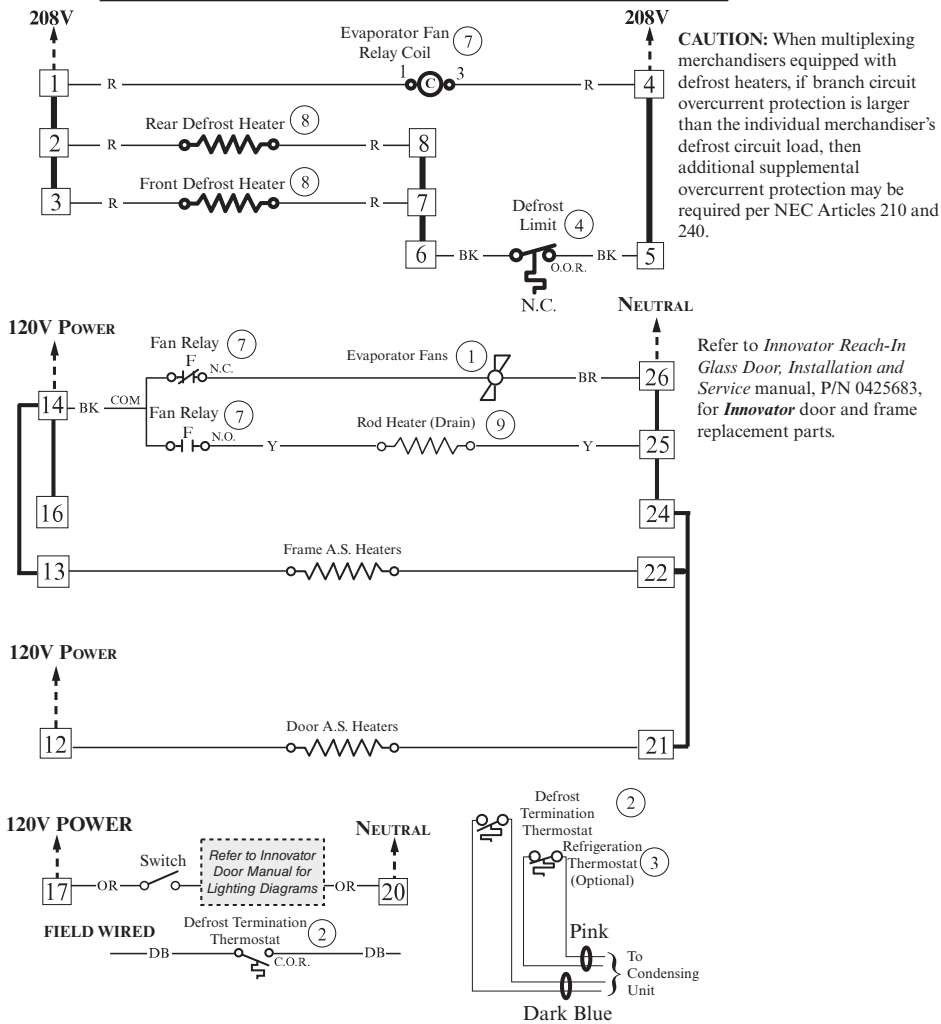 208V
208V
Evaporator Fan
Relay Coil
7
1
C
3
1
R
R
4
CAUTION: When multiplexing
merchandisers equipped with
defrost heaters, if branch circuit
overcurrent protection is larger
than the individual merchandiser's
defrost circuit load, then
additional supplemental
overcurrent protection may be
required per NEC Articles 210 and
240.
Rear Defrost Heater
8
2
R
R
8
Front Defrost Heater
8
3
R
R
7
Defrost
Limit
4
6
BK
O.O.R.
BK
5
N.C.
120V POWER
NEUTRAL
Fan Relay
7
F
N.C.
Evaporator Fans
1
BR
26
Refer to Innovator Reach-In
Glass Door, Installation and
Service manual, P/N 0425683,
for Innovator door and frame
replacement parts.
14
BK
COM
Fan Relay
7
F
N.O.
Y
Rod Heater (Drain)
9
Y
25
16
24
13
Frame A.S. Heaters
22
120V POWER
12
Door A.S. Heaters
21
120V POWER
NEUTRAL
17
OR
Switch
Refer to Innovator
Door Manual for
Lighting Diagrams
OR
20
FIELD WIRED
Defrost Termination
Thermostat
2
DB
C.O.R.
DB
Defrost
Termination
Thermostat
2
Refrigeration
Thermostat
(Optional)
3
Pink
To
Condensing
Unit
Dark Blue